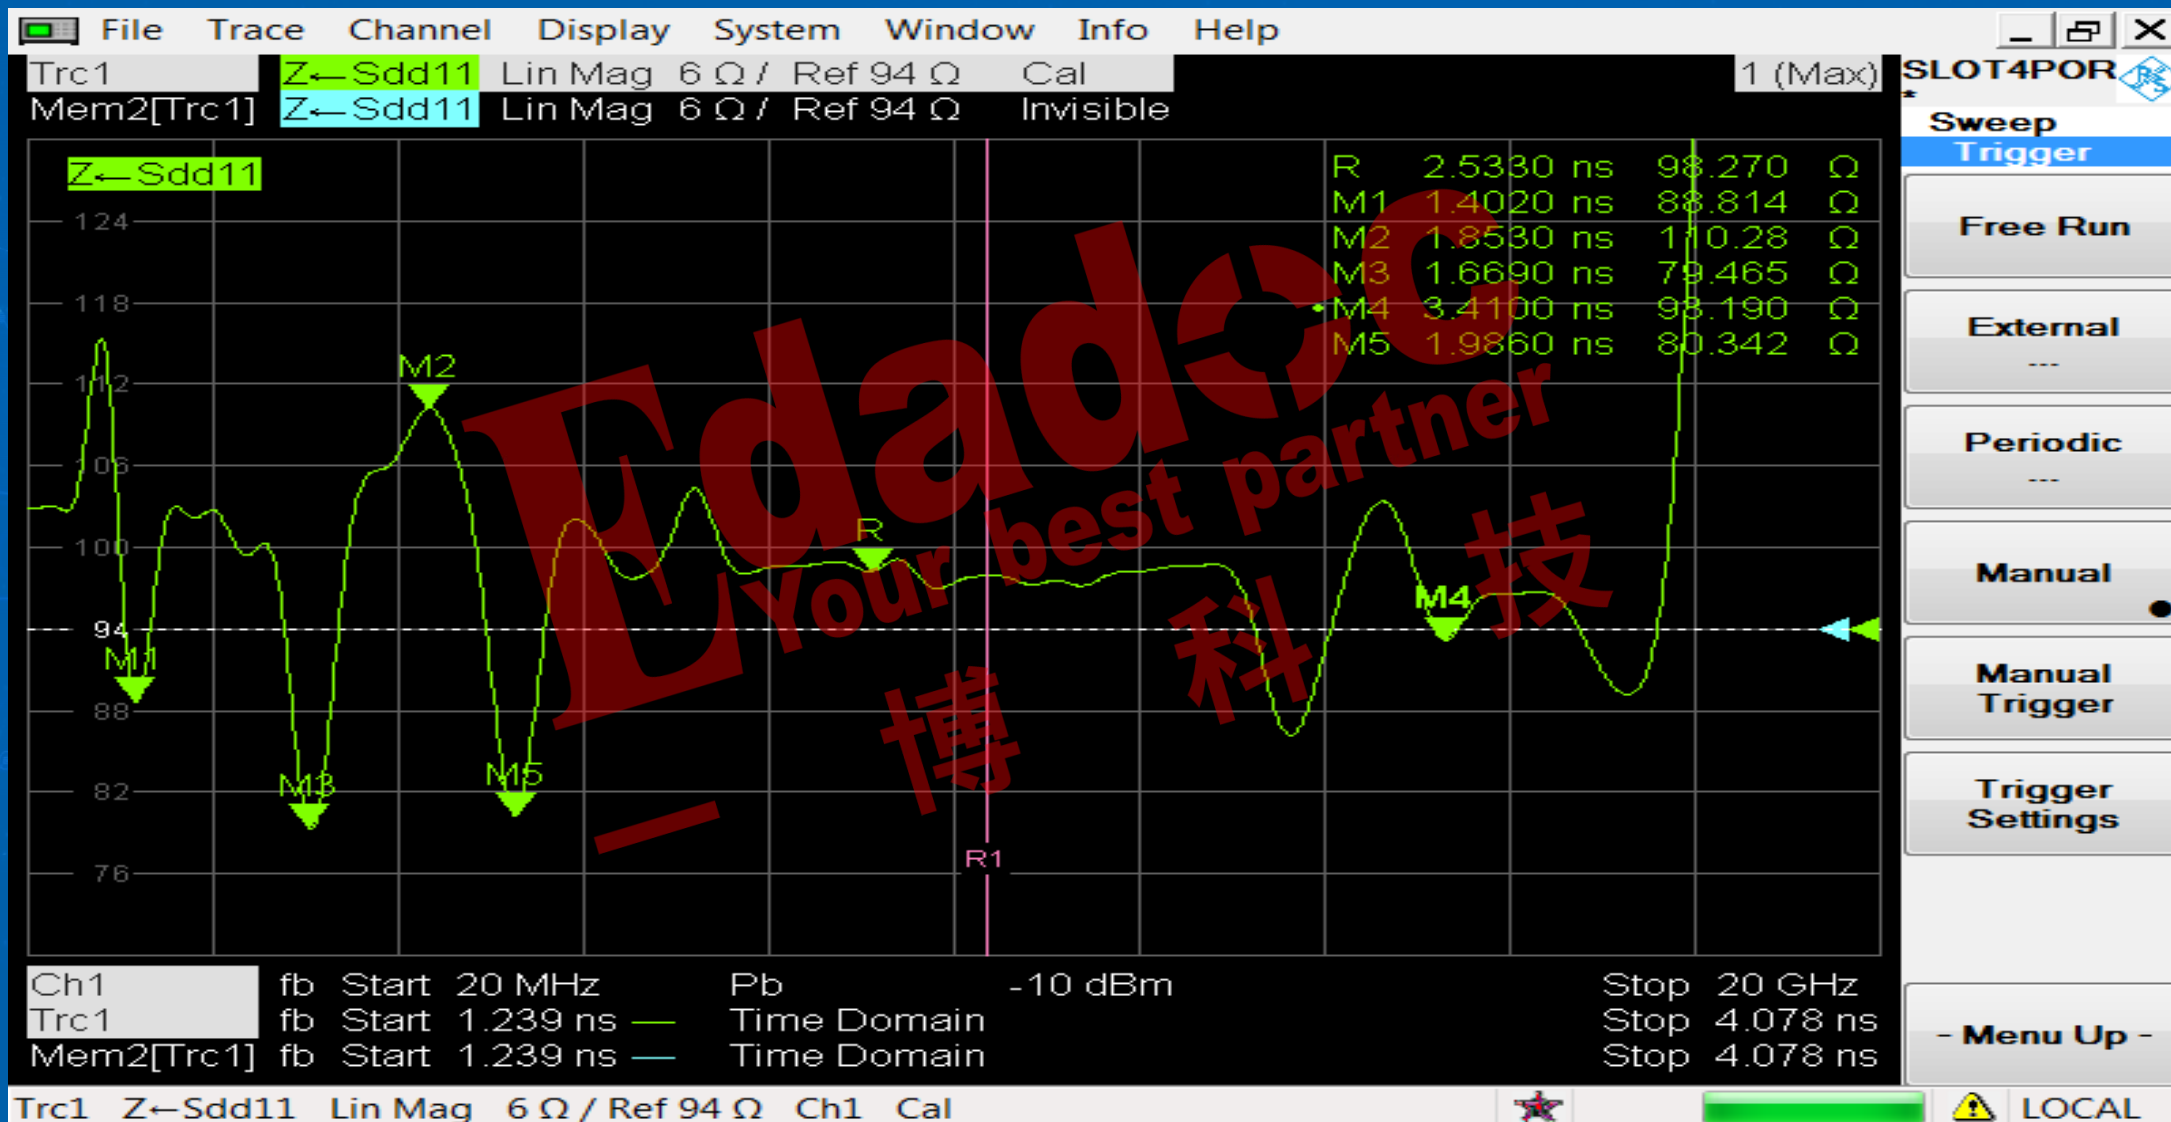 File Trace Channel Display System Window Info Help
Trc1 Z←Sdd11 Lin Mag 6 Ω / Ref 94 Ω Cal 1 (Max)
Mem2[Trc1] Z←Sdd11 Lin Mag 6 Ω / Ref 94 Ω Invisible
SLOT4POR
*
Sweep
Trigger
Free Run
External
---
Periodic
---
Manual
Manual
Trigger
Trigger
Settings
- Menu Up -
Z←Sdd11
R 2.5330 ns 98.270 Ω
M1 1.4020 ns 88.814 Ω
M2 1.8530 ns 110.28 Ω
M3 1.6690 ns 79.465 Ω
M4 3.4100 ns 93.190 Ω
M5 1.9860 ns 80.342 Ω
124
118
112
106
100
94
88
82
76
M2
R
M4
M1
M3
M5
R1
Edadoc
Your best partner
一博科技
Ch1 fb Start 20 MHz Pb -10 dBm Stop 20 GHz
Trc1 fb Start 1.239 ns Time Domain Stop 4.078 ns
Mem2[Trc1] fb Start 1.239 ns Time Domain Stop 4.078 ns
Trc1 Z←Sdd11 Lin Mag 6 Ω / Ref 94 Ω Ch1 Cal LOCAL